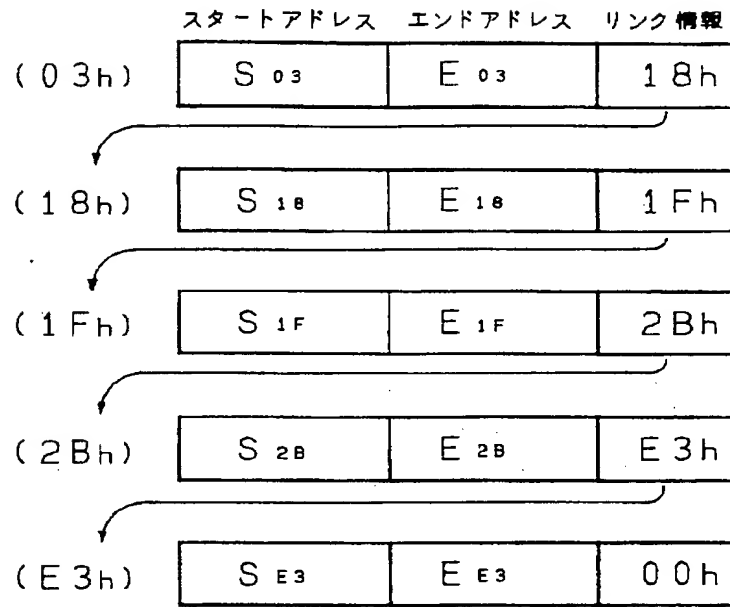 スタートアドレス エンドアドレス リンク情報
(03h) S03 E03 18h
(18h) S18 E18 1Fh
(1Fh) S1F E1F 2Bh
(2Bh) S2B E2B E3h
(E3h) SE3 EE3 00h